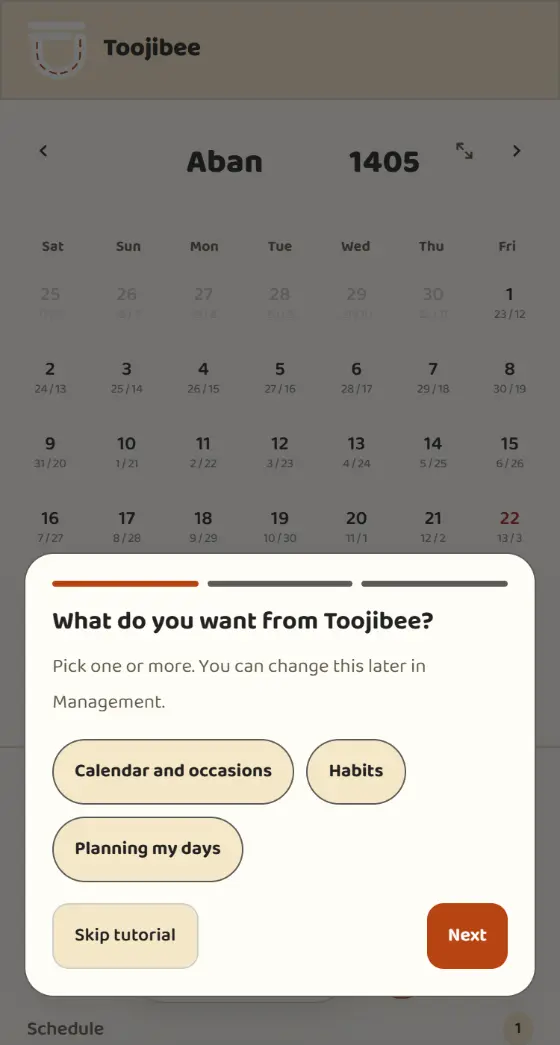 Toojibee
Aban 1405
Sat Sun Mon Tue Wed Thu Fri
25 26 27 28 29 30 1
23/12
2 3 4 5 6 7 8
24/13 25/14 26/15 27/16 28/17 29/18 30/19
9 10 11 12 13 14 15
31/20 1/21 2/22 3/23 4/24 5/25 6/26
16 17 18 19 20 21 22
7/27 8/28 9/29 10/30 11/1 12/2 13/3
What do you want from Toojibee?
Pick one or more. You can change this later in
Management.
Calendar and occasions Habits
Planning my days
Skip tutorial Next
Schedule 1